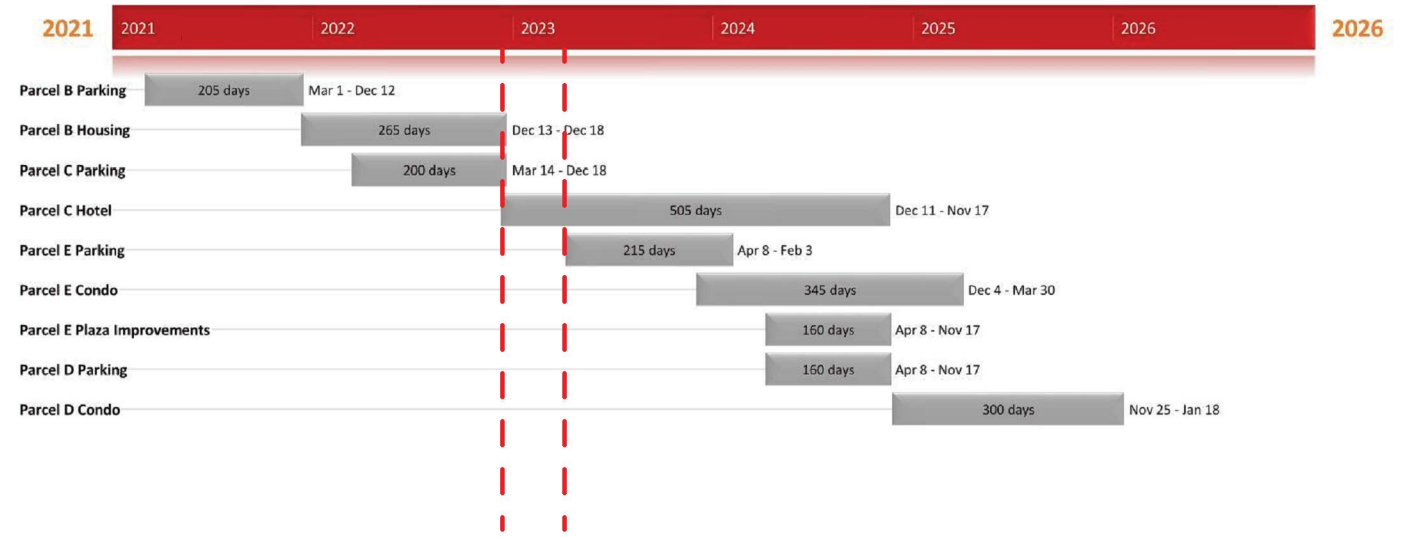 2021 2021 2022 2023 2024 2025 2026 2026
Parcel B Parking 205 days Mar 1 - Dec 12
Parcel B Housing 265 days Dec 13 - Dec 18
Parcel C Parking 200 days Mar 14 - Dec 18
Parcel C Hotel 505 days Dec 11 - Nov 17
Parcel E Parking 215 days Apr 8 - Feb 3
Parcel E Condo 345 days Dec 4 - Mar 30
Parcel E Plaza Improvements 160 days Apr 8 - Nov 17
Parcel D Parking 160 days Apr 8 - Nov 17
Parcel D Condo 300 days Nov 25 - Jan 18